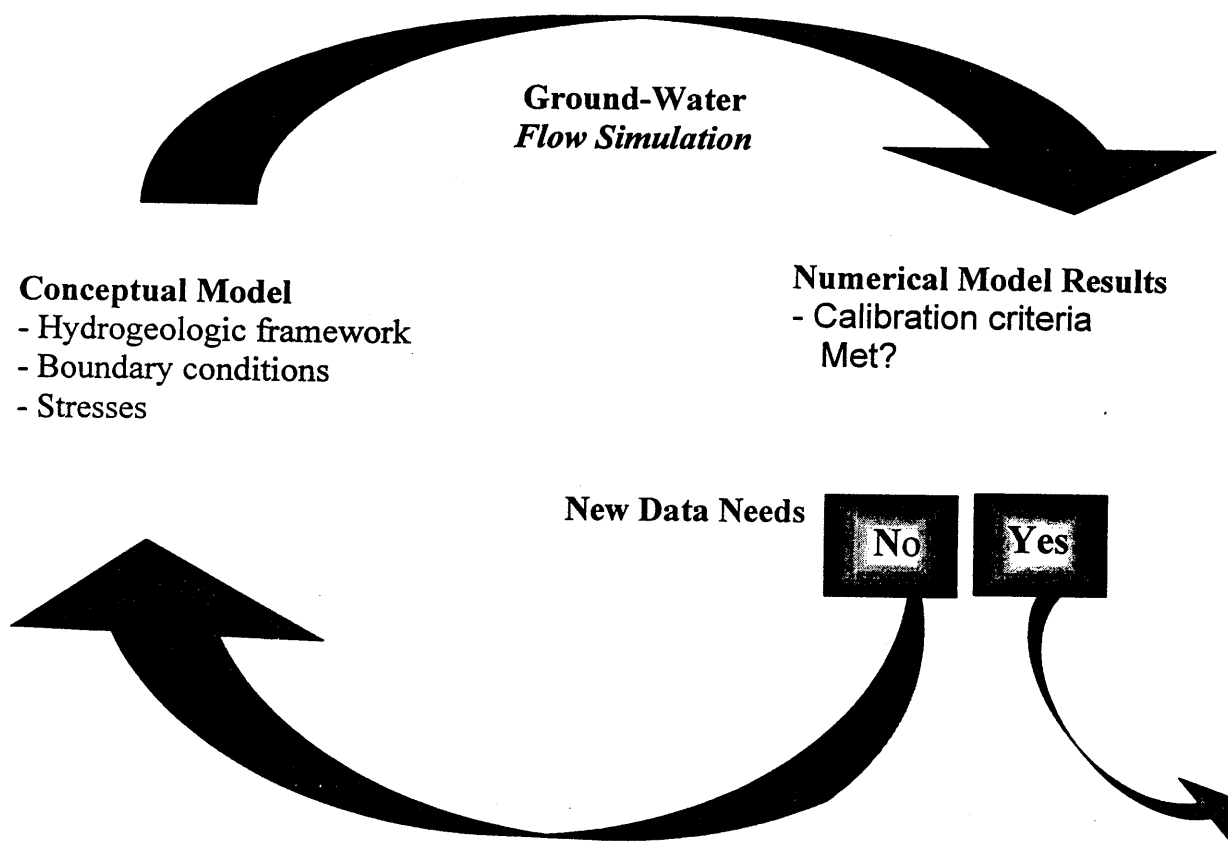 Ground-Water
Flow Simulation
Conceptual Model
- Hydrogeologic framework
- Boundary conditions
- Stresses
Numerical Model Results
- Calibration criteria
Met?
New Data Needs
No
Yes